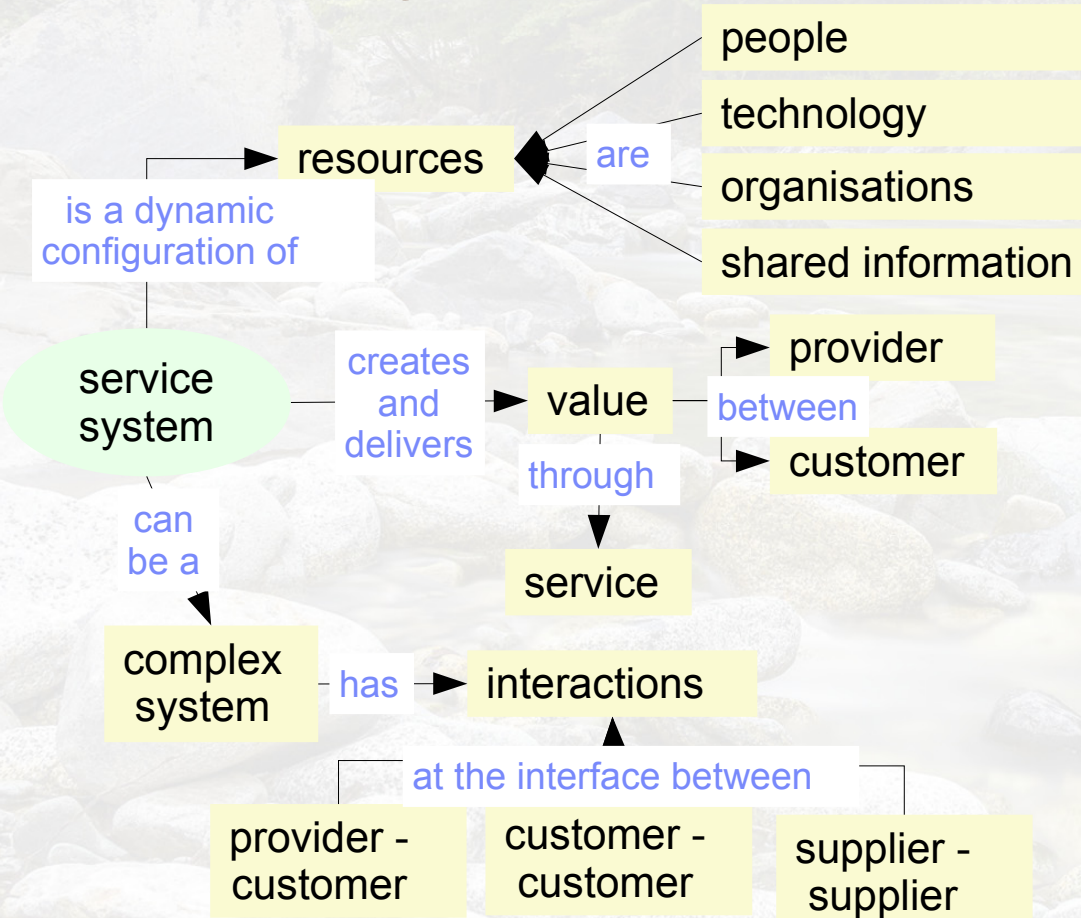 people
technology
resources
are
organisations
is a dynamic
configuration of
shared information
provider
service
system
creates
and
delivers
value
between
customer
through
can
be a
service
complex
system
has
interactions
at the interface between
provider -
customer
customer -
customer
supplier -
supplier